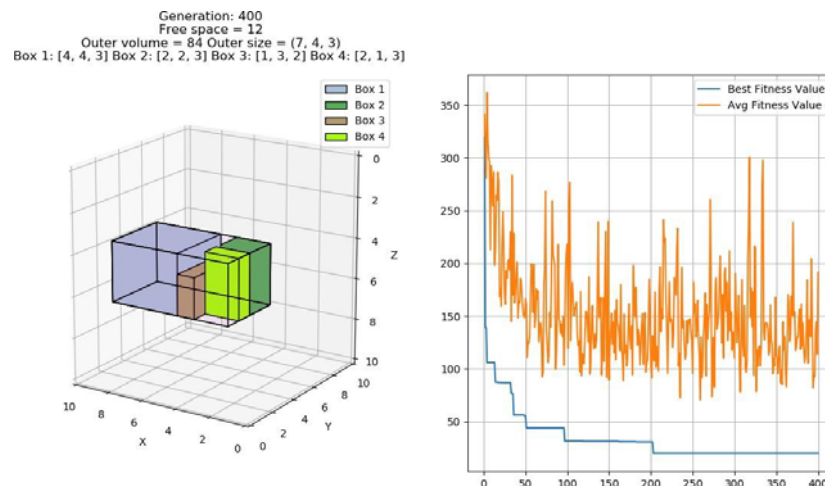 Generation: 400
Free space = 12
Outer volume = 84 Outer size = (7, 4, 3)
Box 1: [4, 4, 3] Box 2: [2, 2, 3] Box 3: [1, 3, 2] Box 4: [2, 1, 3]
Box 1
Box 2
Box 3
Box 4
0
2
4
6
8
10
Z
10
8
6
4
2
0
X
0
2
4
6
8
10
Y
Best Fitness Value
Avg Fitness Value
350
300
250
200
150
100
50
0 50 100 150 200 250 300 350 400